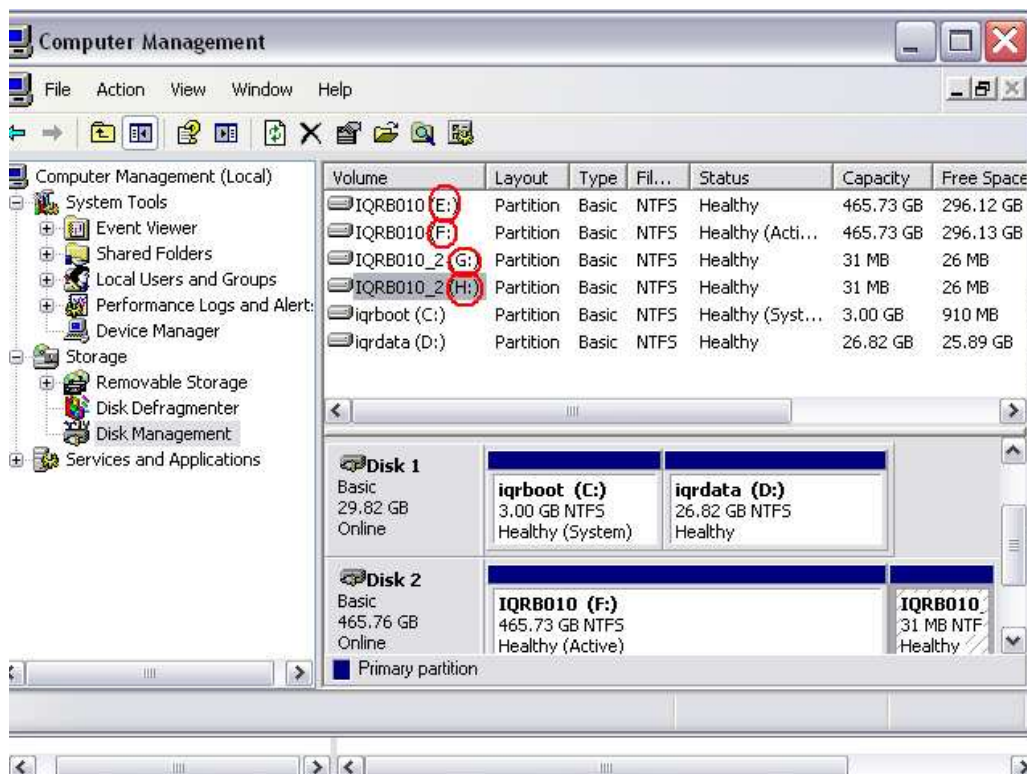 Computer Management
File Action View Window Help
Computer Management (Local)
System Tools
Event Viewer
Shared Folders
Local Users and Groups
Performance Logs and Alert
Device Manager
Storage
Removable Storage
Disk Defragmenter
Disk Management
Services and Applications
Volume Layout Type Fil... Status Capacity Free Space
IQRB010 (E:) Partition Basic NTFS Healthy 465.73 GB 296.12 GB
IQRB010 (F:) Partition Basic NTFS Healthy (Acti... 465.73 GB 296.13 GB
IQRB010_2 (G:) Partition Basic NTFS Healthy 31 MB 26 MB
IQRB010_2 (H:) Partition Basic NTFS Healthy 31 MB 26 MB
iqrboot (C:) Partition Basic NTFS Healthy (Syst... 3.00 GB 910 MB
iqrdata (D:) Partition Basic NTFS Healthy 26.82 GB 25.89 GB
Disk 1
Basic
29.82 GB
Online
iqrboot (C:)
3.00 GB NTFS
Healthy (System)
iqrdata (D:)
26.82 GB NTFS
Healthy
Disk 2
Basic
465.76 GB
Online
IQRB010 (F:)
465.73 GB NTFS
Healthy (Active)
IQRB010_
31 MB NTF
Healthy
Primary partition